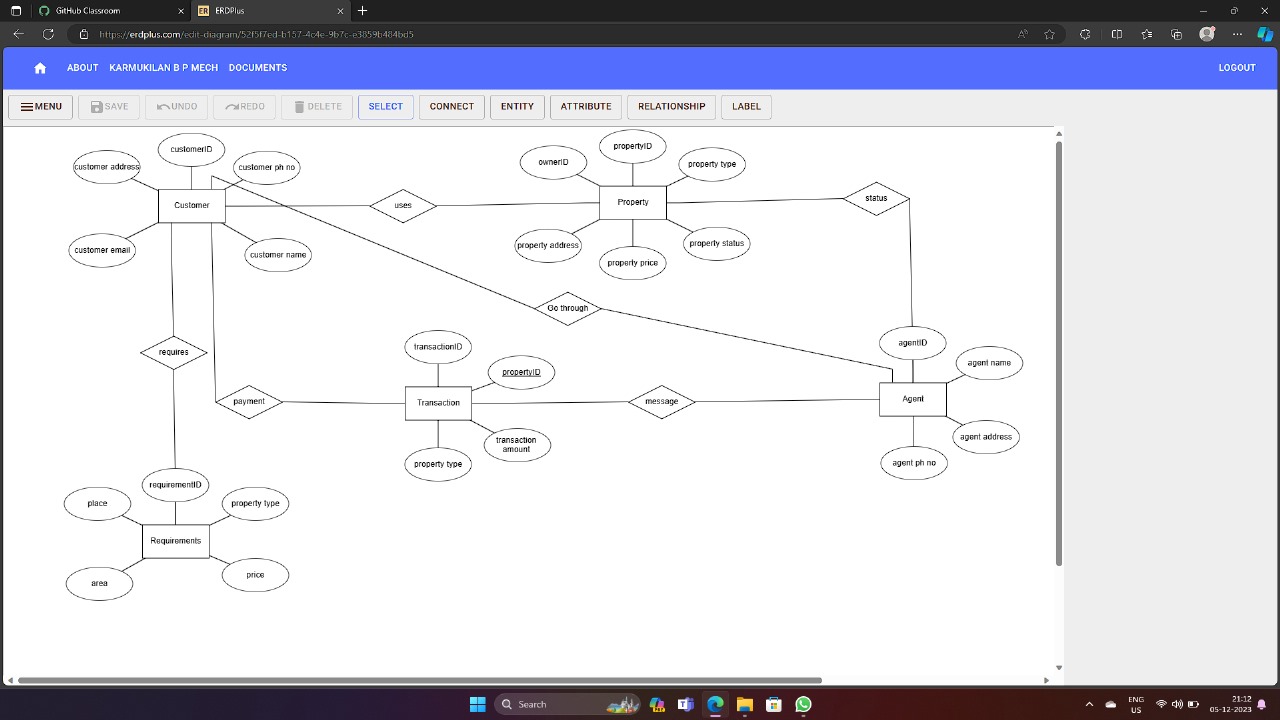 GitHub Classroom
ER ERDPlus
https://erdplus.com/edit-diagram/52f5f7ed-b157-4c4e-9b7c-e3859b484bd5
ABOUT KARMUKILAN B P MECH DOCUMENTS LOGOUT
MENU SAVE UNDO REDO DELETE SELECT CONNECT ENTITY ATTRIBUTE RELATIONSHIP LABEL
customerID
customer address
customer ph no
Customer
customer email
customer name
uses
propertyID
ownerID
property type
Property
property address
property status
property price
status
Go through
requires
payment
transactionID
propertyID
Transaction
transaction
amount
property type
message
agentID
agent name
Agent
agent address
agent ph no
requirementID
place
property type
Requirements
area
price
Search
ENG
US
21:12
05-12-2023